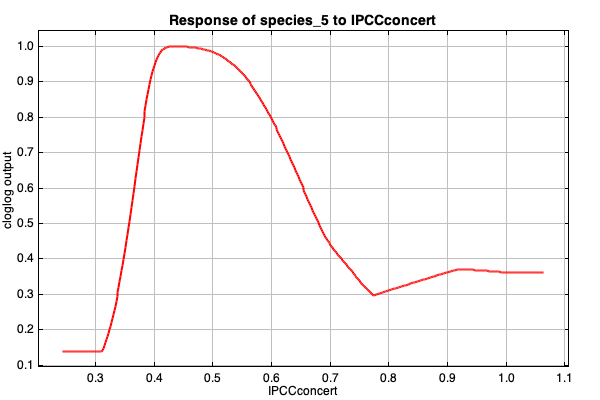 Response of species_5 to IPCCconcert
1.0
0.9
0.8
0.7
0.6
0.5
0.4
0.3
0.2
0.1
cloglog output
0.3 0.4 0.5 0.6 0.7 0.8 0.9 1.0 1.1
IPCCconcert